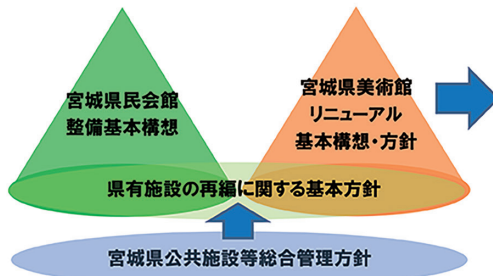 宮城県民会館
整備基本構想
宮城県美術館
リニューアル
基本構想・方針
県有施設の再編に関する基本方針
宮城県公共施設等総合管理方針